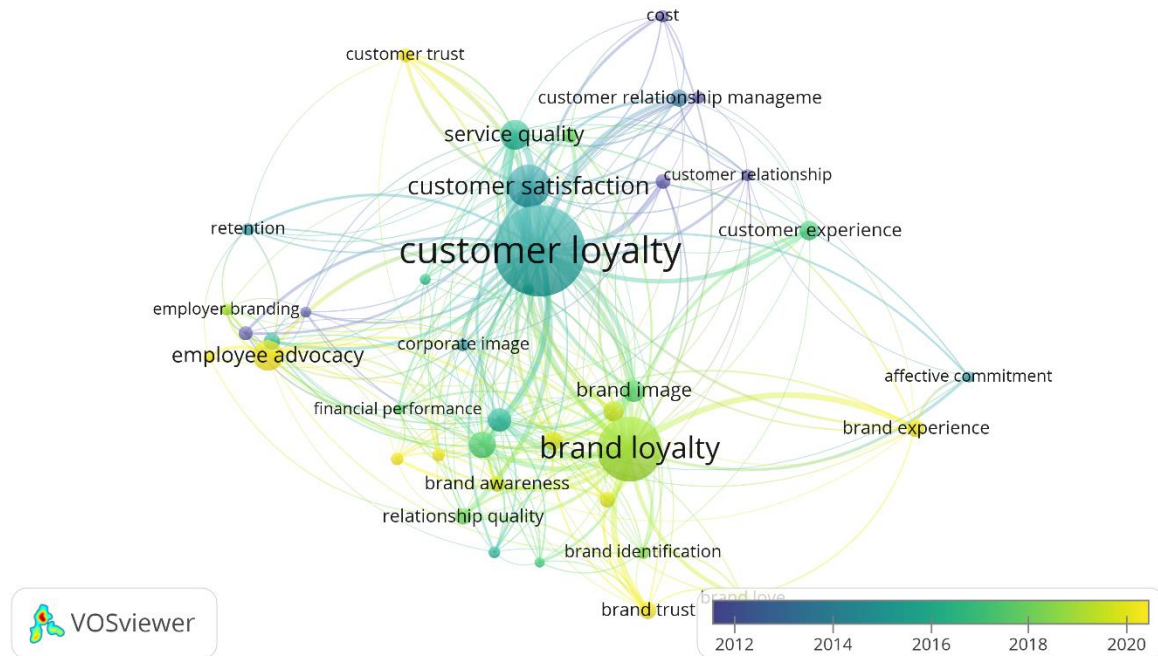 cost
customer trust
customer relationship manageme
service quality
customer relationship
customer satisfaction
retention
customer experience
customer loyalty
employer branding
corporate image
employee advocacy
affective commitment
brand image
financial performance
brand experience
brand loyalty
brand awareness
relationship quality
brand identification
brand love
brand trust
VOSviewer
2012 2014 2016 2018 2020